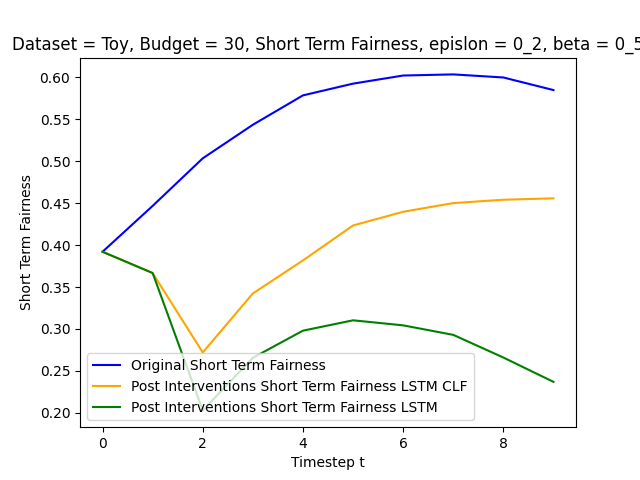 Dataset = Toy, Budget = 30, Short Term Fairness, epislon = 0_2, beta = 0_5
0.60
0.55
0.50
0.45
0.40
0.35
0.30
0.25
0.20
Short Term Fairness
Original Short Term Fairness
Post Interventions Short Term Fairness LSTM CLF
Post Interventions Short Term Fairness LSTM
0 2 4 6 8
Timestep t